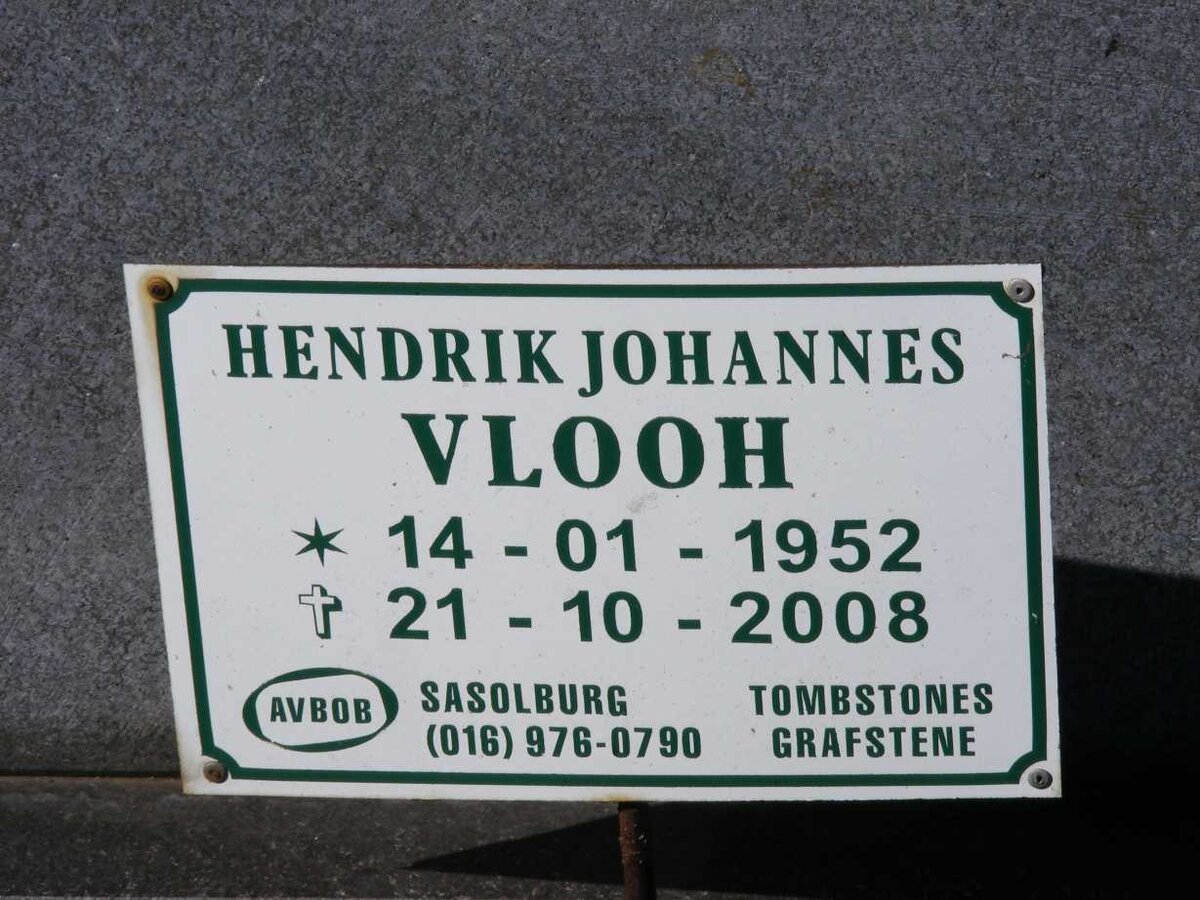 HENDRIK JOHANNES
VLOOH
14 - 01 - 1952
21 - 10 - 2008
AVBOB SASOLBURG TOMBSTONES
(016) 976-0790 GRAFSTENE